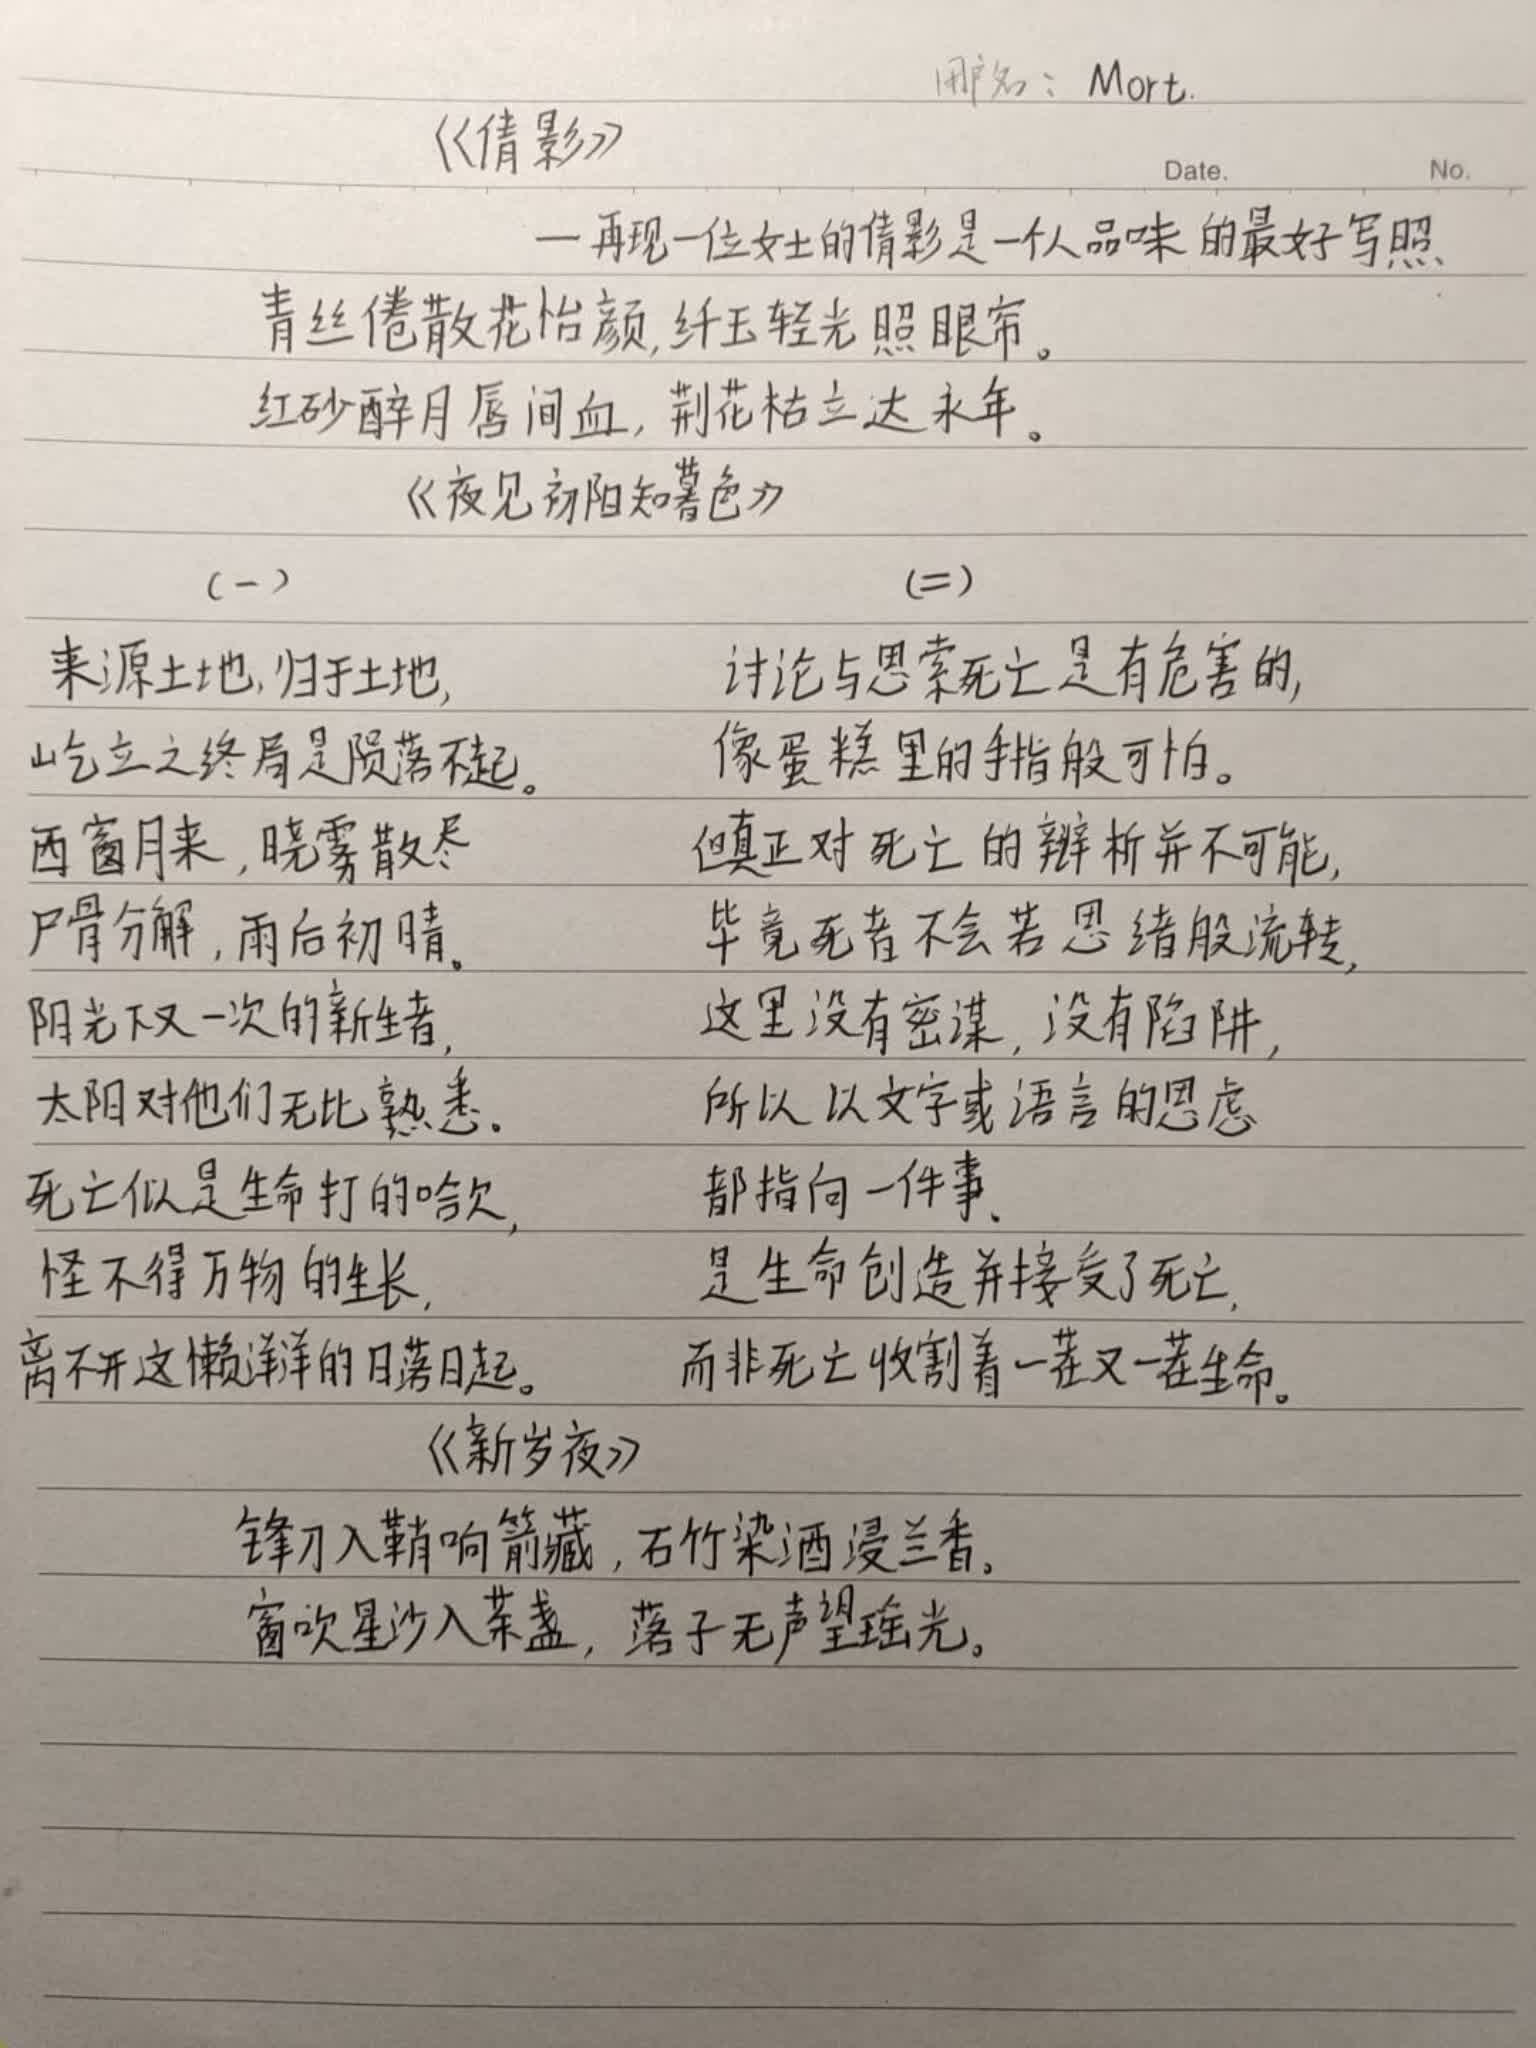 用户名：Mort.
《倩影》
Date. No.
—再现一位女士的倩影是一个人品味的最好写照
青丝倦散花怡颜,纤玉轻光照眼帘。
红砂醉月唇间血,荆花枯立达永年。
《夜见初阳知暮色》
(一)
来源土地,归于土地,
屹立之终局是陨落不起。
西窗月来,晓雾散尽
尸骨分解,雨后初晴。
阳光下又一次的新生者,
太阳对他们无比熟悉。
死亡似是生命打的哈欠,
怪不得万物的生长,
离不开这懒洋洋的日落日起。
(二)
讨论与思索死亡是有危害的,
像蛋糕里的手指般可怕。
但真正对死亡的辩析并不可能,
毕竟死者不会若思绪般流转,
这里没有密谋,没有陷阱,
所以以文字或语言的思虑
都指向一件事、
是生命创造并接受了死亡,
而非死亡收割着一茬又一茬生命。
《新岁夜》
锋刃入鞘响箭藏,石竹染酒浸兰香。
窗吹星沙入茶盏,落子无声望瑶光。